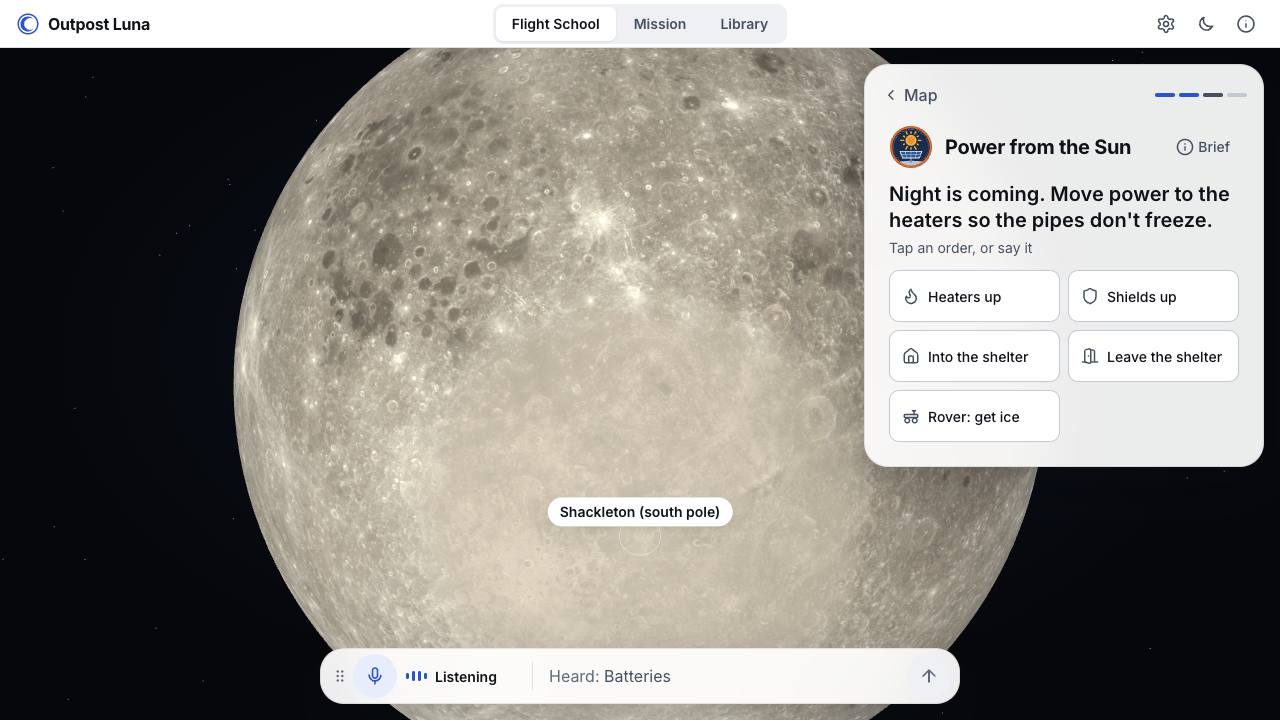 Outpost Luna
Flight School
Mission
Library
Map
Power from the Sun
Brief
Night is coming. Move power to the
heaters so the pipes don't freeze.
Tap an order, or say it
Heaters up
Shields up
Into the shelter
Leave the shelter
Rover: get ice
Shackleton (south pole)
Listening
Heard: Batteries